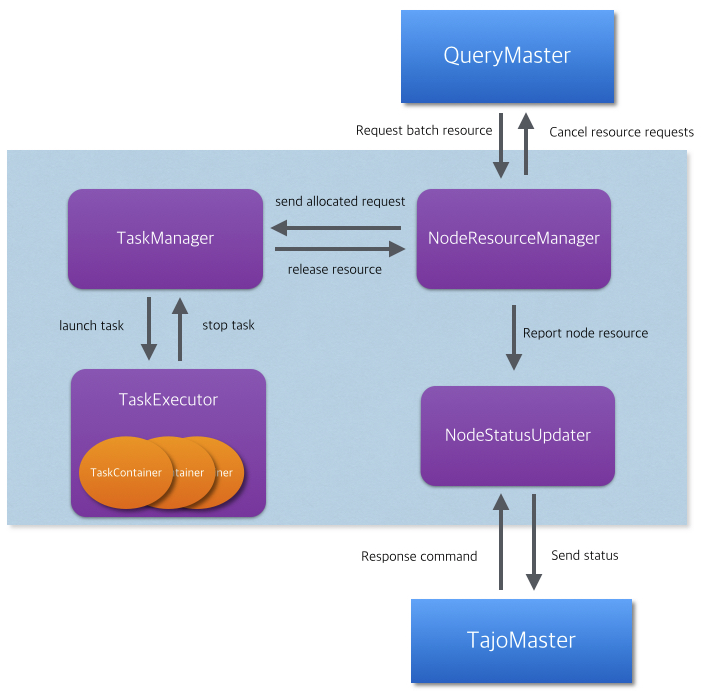 QueryMaster
Request batch resource
Cancel resource requests
send allocated request
TaskManager
NodeResourceManager
release resource
launch task
stop task
Report node resource
TaskExecutor
TaskContainer
tainer
ner
NodeStatusUpdater
Response command
Send status
TajoMaster